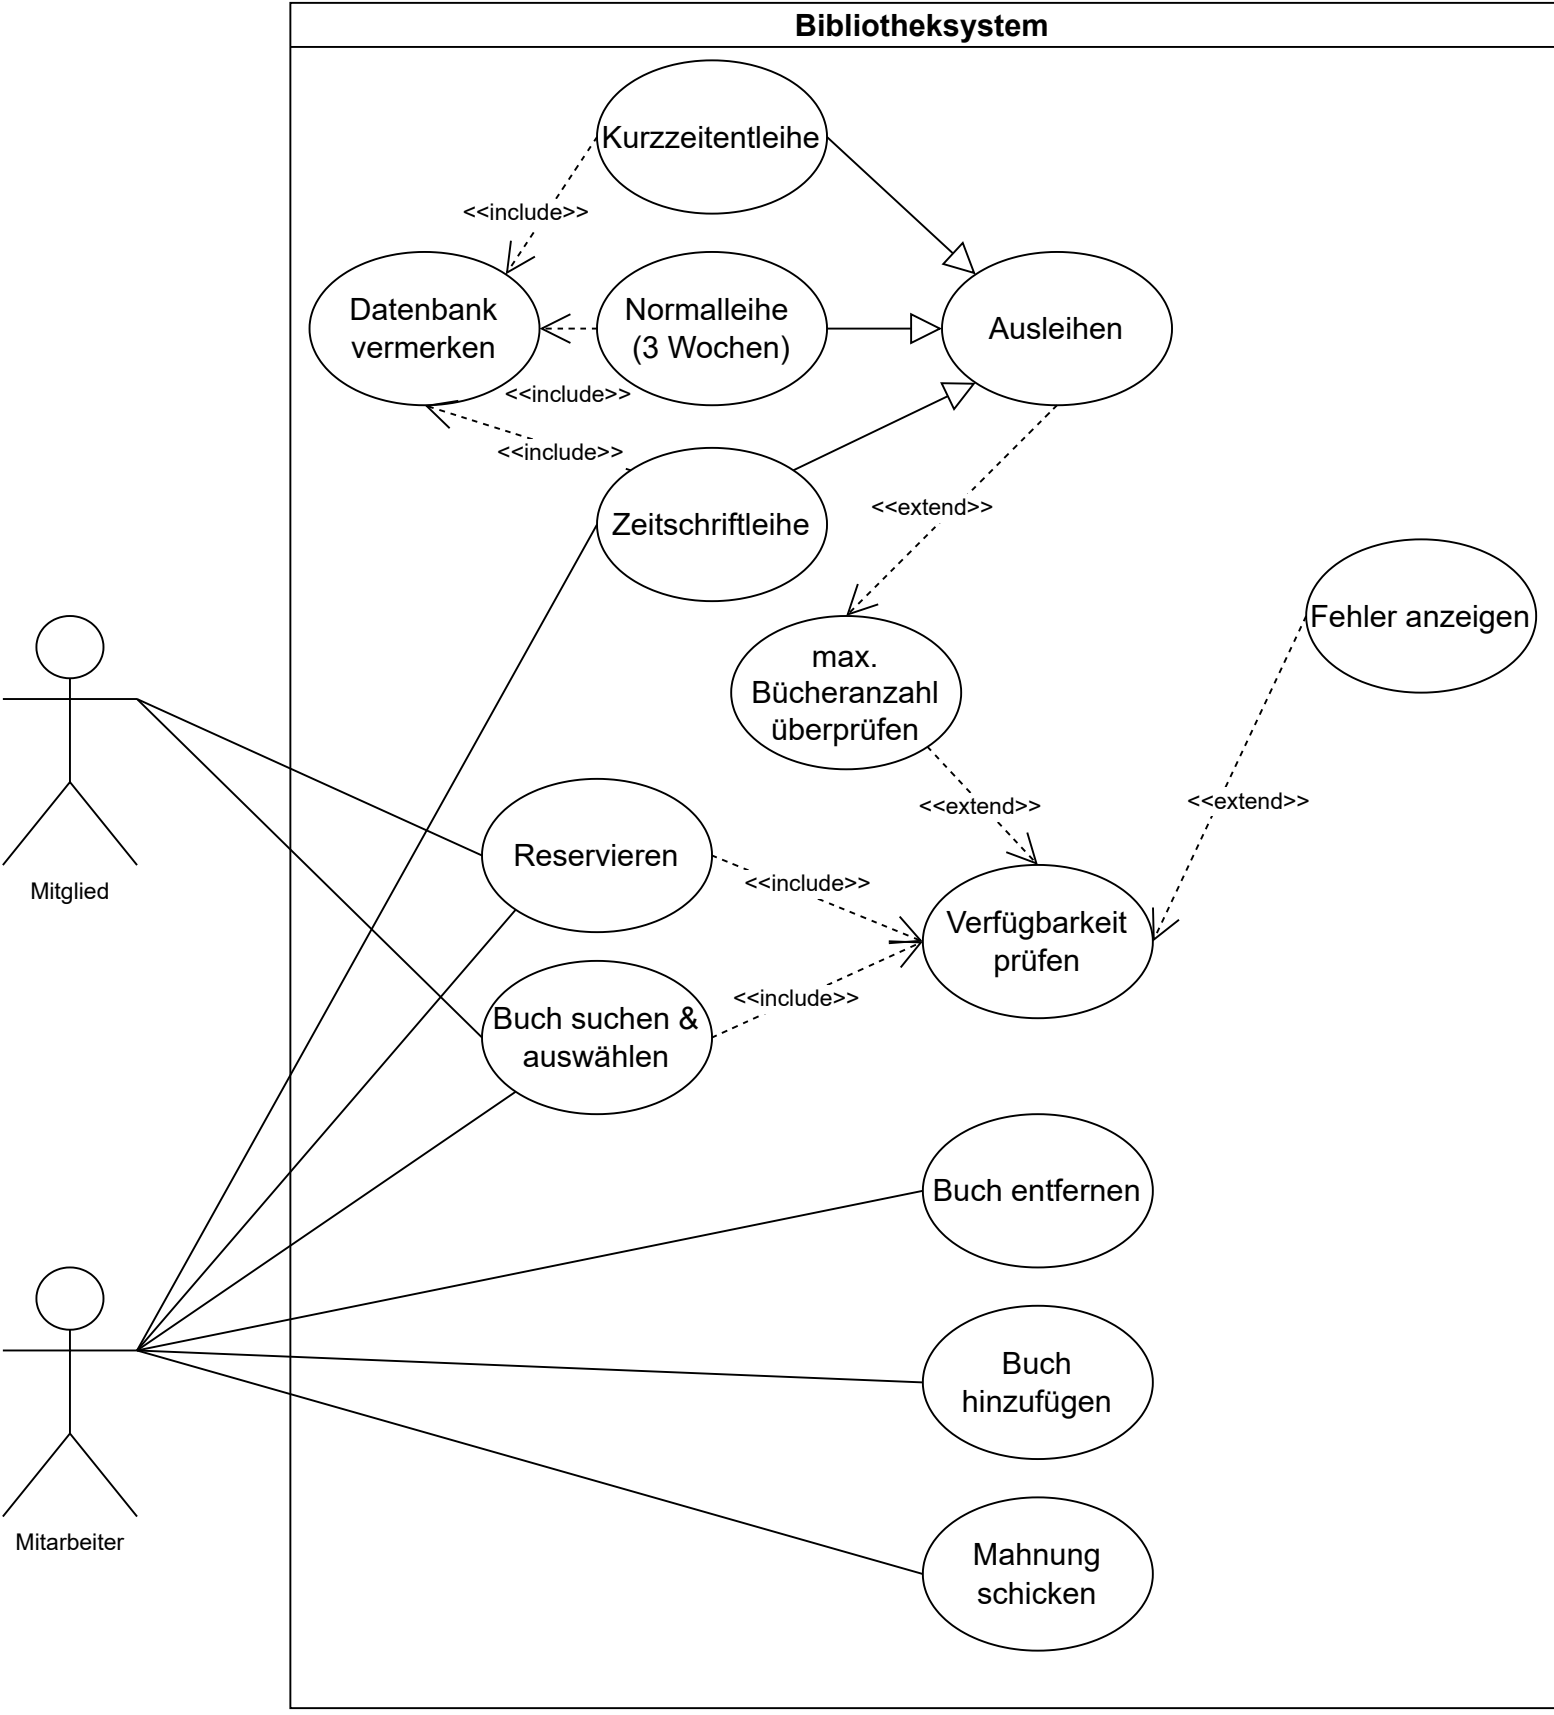 Bibliotheksystem
Kurzzeitentleihe
<<include>>
Datenbank
vermerken
Normalleihe
(3 Wochen)
Ausleihen
<<include>>
<<include>>
Zeitschriftleihe
<<extend>>
Fehler anzeigen
max.
Bücheranzahl
überprüfen
<<extend>>
<<extend>>
Mitglied
Reservieren
<<include>>
Verfügbarkeit
prüfen
<<include>>
Buch suchen &
auswählen
Buch entfernen
Buch
hinzufügen
Mitarbeiter
Mahnung
schicken